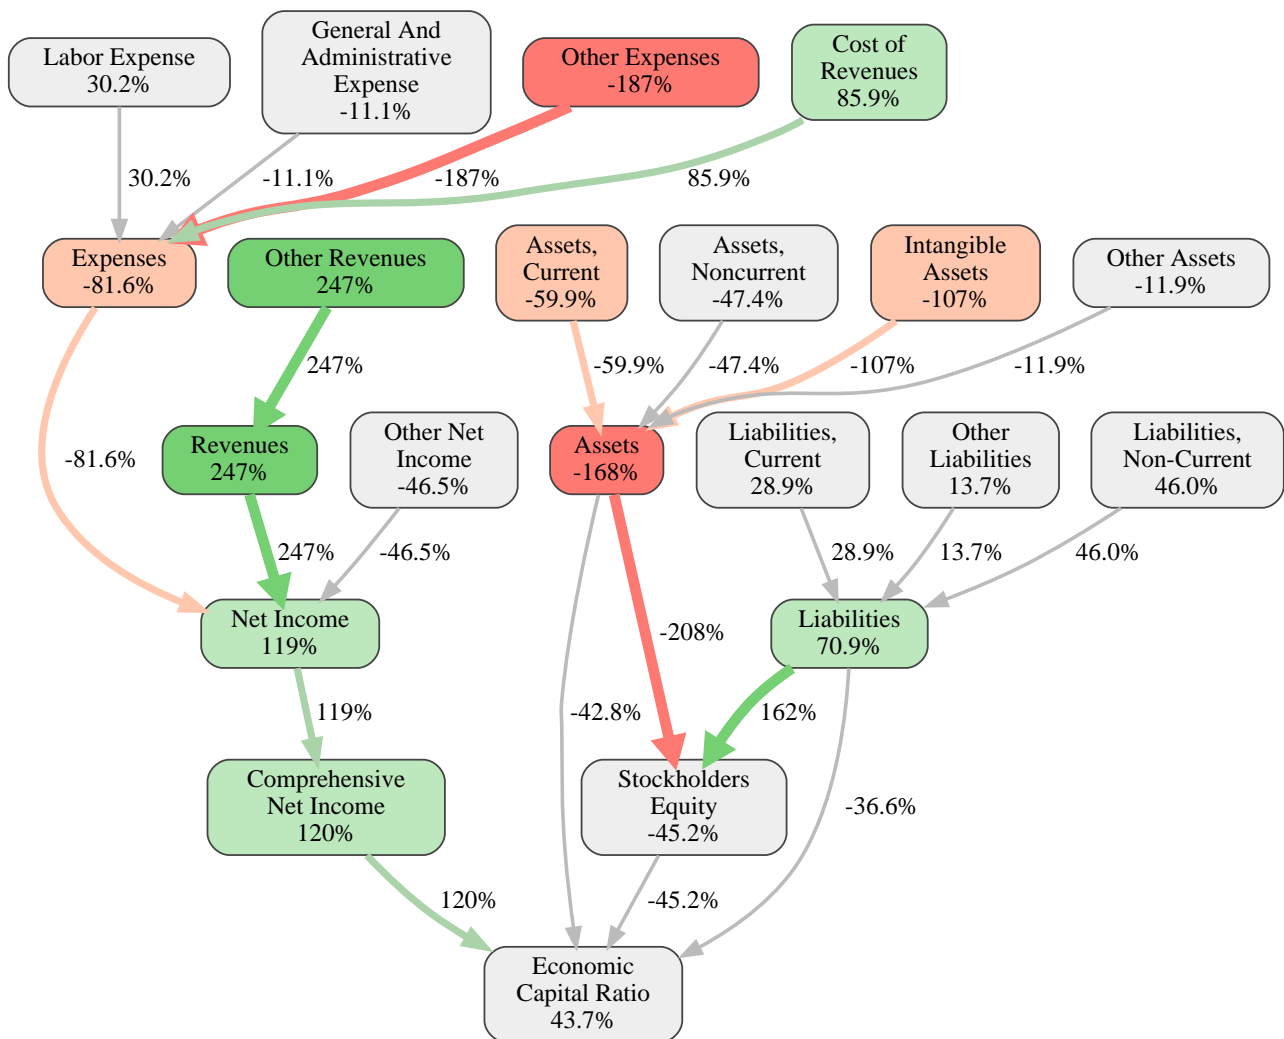 Labor Expense
30.2%
General And
Administrative
Expense
-11.1%
Other Expenses
-187%
Cost of
Revenues
85.9%
30.2%
-11.1%
-187%
85.9%
Expenses
-81.6%
Other Revenues
247%
Assets,
Current
-59.9%
Assets,
Noncurrent
-47.4%
Intangible
Assets
-107%
Other Assets
-11.9%
247%
-59.9%
-47.4%
-107%
-11.9%
-81.6%
Revenues
247%
Other Net
Income
-46.5%
Assets
-168%
Liabilities,
Current
28.9%
Other
Liabilities
13.7%
Liabilities,
Non-Current
46.0%
247%
-46.5%
28.9%
13.7%
46.0%
Net Income
119%
-208%
Liabilities
70.9%
119%
-42.8%
162%
Comprehensive
Net Income
120%
Stockholders
Equity
-45.2%
-36.6%
120%
-45.2%
Economic
Capital Ratio
43.7%